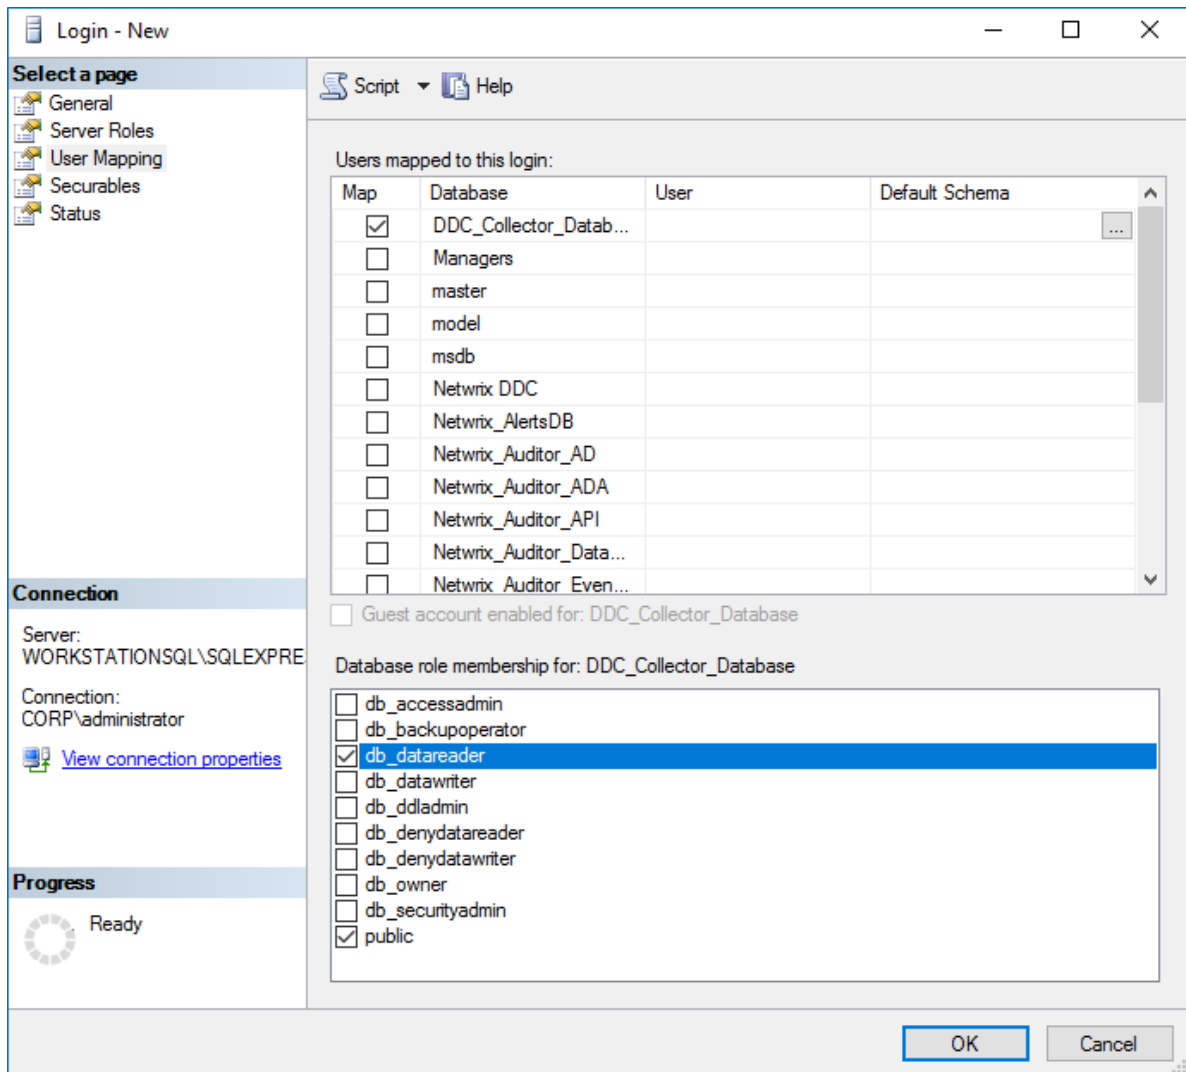 Login - New
Select a page
General
Server Roles
User Mapping
Securables
Status
Script
Help
Users mapped to this login:
Map Database User Default Schema
DDC_Collector_Datab... ...
Managers
master
model
msdb
Netwrix DDC
Netwrix_AlertsDB
Netwrix_Auditor_AD
Netwrix_Auditor_ADA
Netwrix_Auditor_API
Netwrix_Auditor_Data...
Netwrix_Auditor_Even...
Guest account enabled for: DDC_Collector_Database
Database role membership for: DDC_Collector_Database
db_accessadmin
db_backupoperator
db_datareader
db_datawriter
db_ddladmin
db_denydatareader
db_denydatawriter
db_owner
db_securityadmin
public
Connection
Server:
WORKSTATIONSQL\SQLEXPRE
Connection:
CORP\administrator
View connection properties
Progress
Ready
OK
Cancel